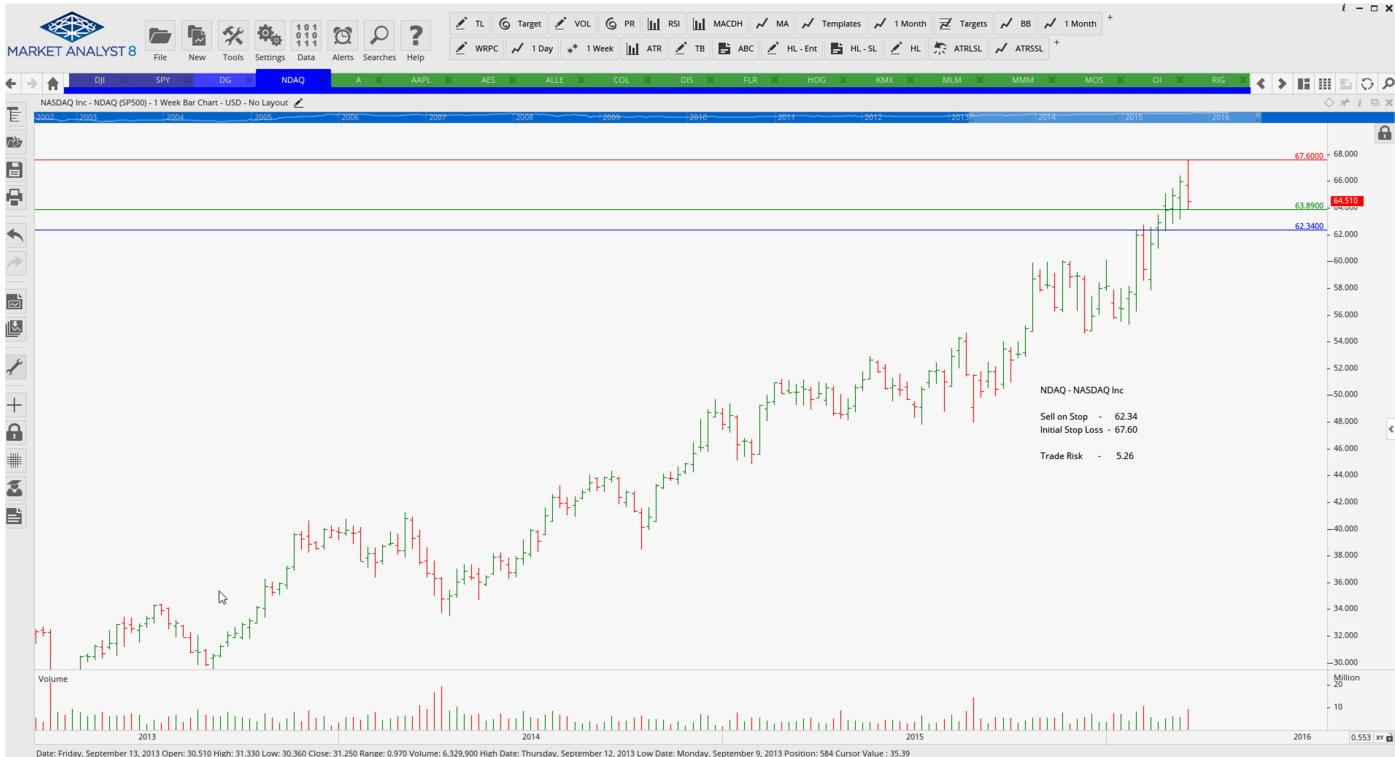 i
MARKET ANALYST 8
File New Tools Settings Data Alerts Searches Help
101
010
111
TL Target VOL PR RSI MACDH MA Templates 1 Month Targets BB 1 Month +
WRPC 1 Day 1 Week ATR TB ABC HL - Ent HL - SL HL ATRLSL ATRSSL +
DJI SPY DG NDAQ A AAPL AES ALLE COL DIS FLR HOG KMX MLM MMM MOS OI RIG
NASDAQ Inc - NDAQ (SP500) - 1 Week Bar Chart - USD - No Layout
2002 2003 2004 2005 2006 2007 2008 2009 2010 2011 2012 2013 2014 2015 2016
67.6000
68.000
66.000
64.510
63.8900
64.000
62.3400
62.000
60.000
58.000
56.000
54.000
52.000
50.000
48.000
46.000
44.000
42.000
40.000
38.000
36.000
34.000
32.000
30.000
NDAQ - NASDAQ Inc
Sell on Stop - 62.34
Initial Stop Loss - 67.60
Trade Risk - 5.26
Volume
Million
20
10
2013 2014 2015 2016
0.553 XY
Date: Friday, September 13, 2013 Open: 30.510 High: 31.330 Low: 30.360 Close: 31.250 Range: 0.970 Volume: 6,329,900 High Date: Thursday, September 12, 2013 Low Date: Monday, September 9, 2013 Position: 584 Cursor Value : 35.39